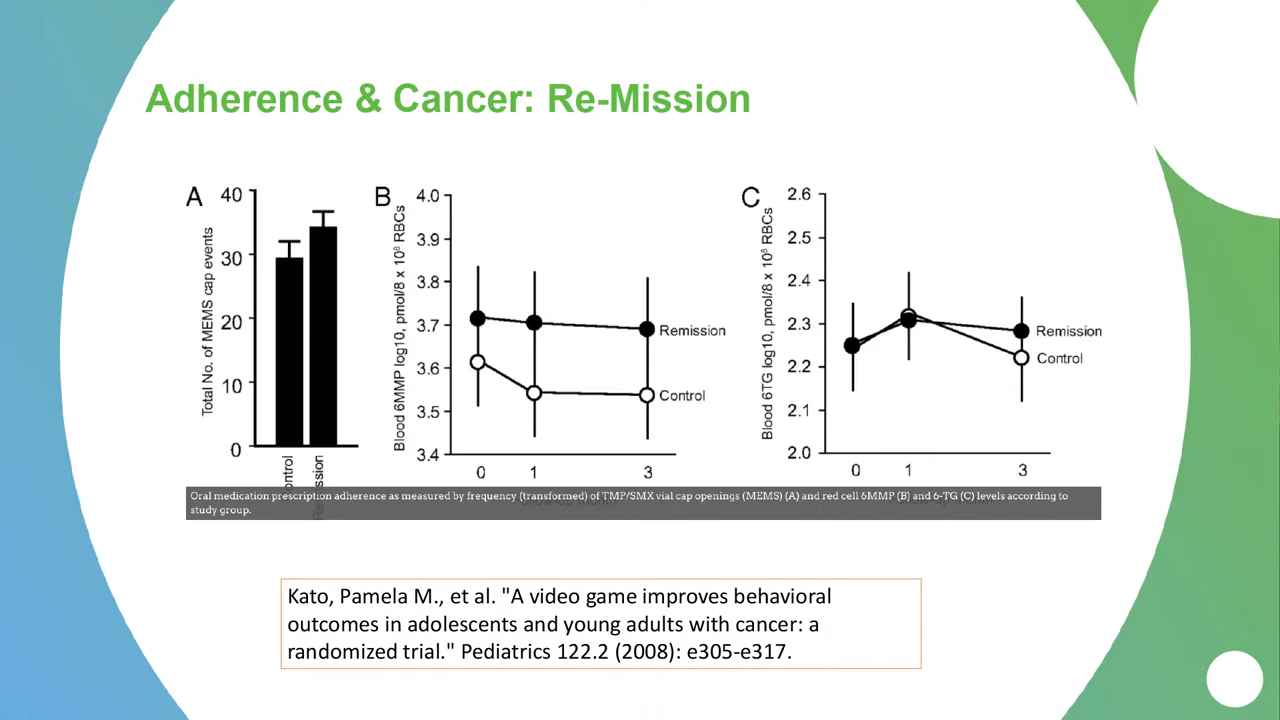 Adherence & Cancer: Re-Mission
A
40
30
20
10
0
Total No. of MEMS cap events
B
4.0
3.9
3.8
3.7
3.6
3.5
3.4
Blood 6MMP log10, pmol/8 x 10⁸ RBCs
Remission
Control
0 1 3
C
2.6
2.5
2.4
2.3
2.2
2.1
2.0
Blood 6TG log10, pmol/8 x 10⁸ RBCs
Remission
Control
0 1 3
Oral medication prescription adherence as measured by frequency (transformed) of TMP/SMX vial cap openings (MEMS) (A) and red cell 6MMP (B) and 6-TG (C) levels according to
study group.
Kato, Pamela M., et al. "A video game improves behavioral
outcomes in adolescents and young adults with cancer: a
randomized trial." Pediatrics 122.2 (2008): e305-e317.